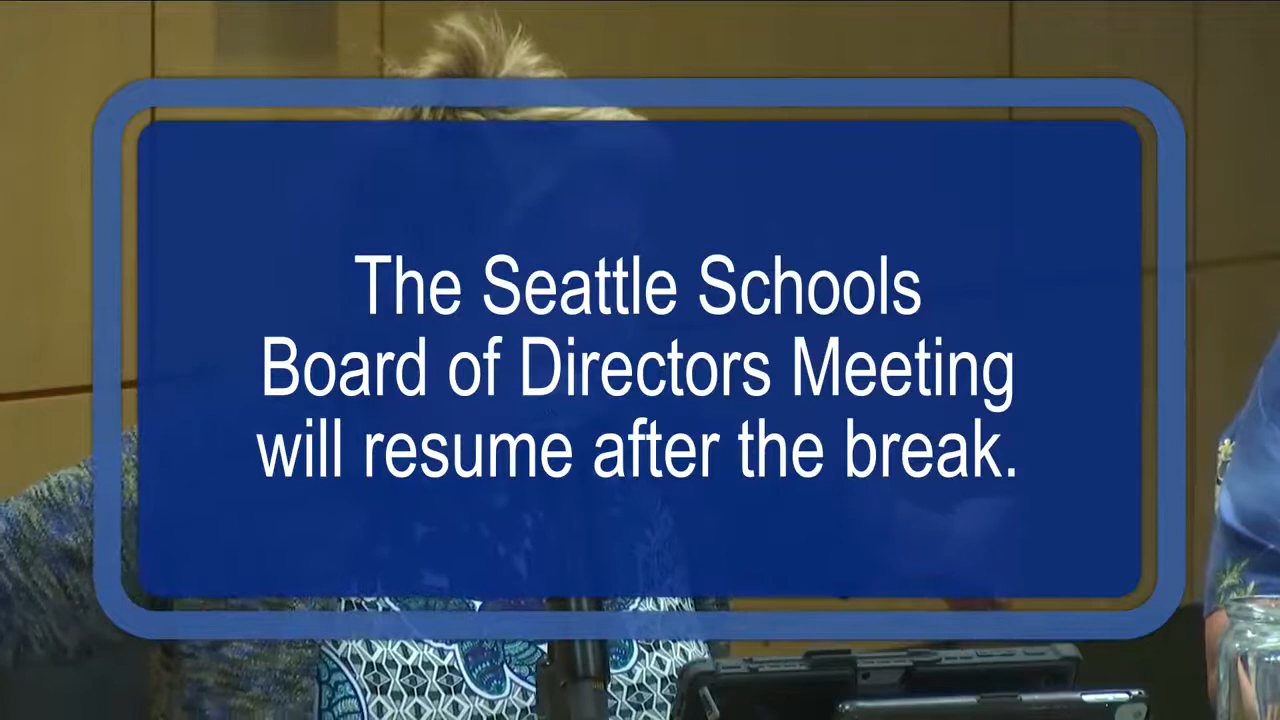 The Seattle Schools
Board of Directors Meeting
will resume after the break.